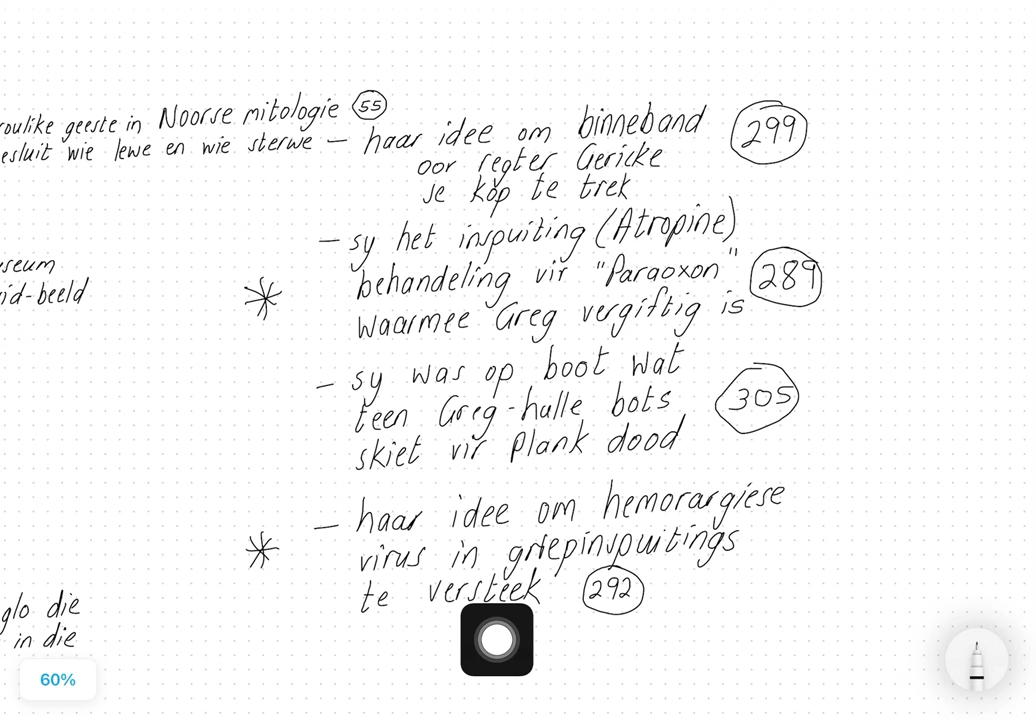 roulike geeste in Noorse mitologie 55
esluit wie lewe en wie sterwe – haar idee om binneband 299
oor regter Gericke
se kop te trek
– sy het inspuiting (Atropine)
behandeling vir "Paraoxon" 289
waarmee Greg vergiftig is
useum
id-beeld
– sy was op boot wat
teen Greg-hulle bots 305
skiet vir Plank dood
– haar idee om hemorargiese
virus in griepinspuitings
te versteek 292
glo die
in die
60%